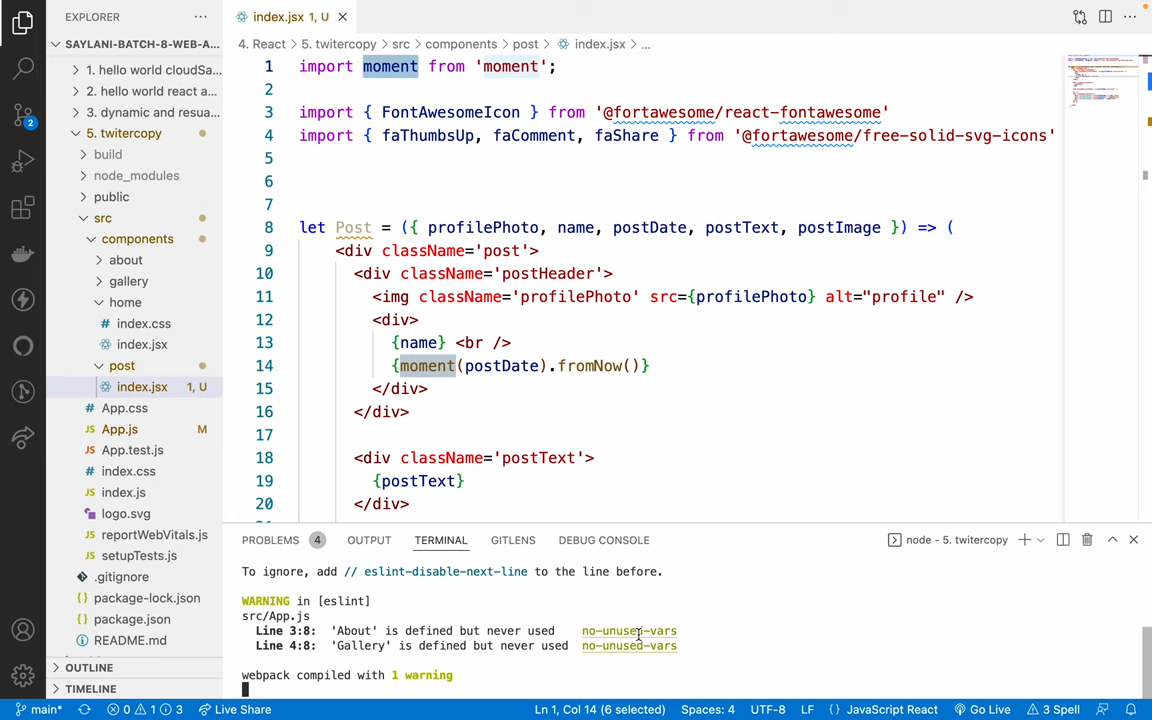 EXPLORER
SAYLANI-BATCH-8-WEB-A...
1. hello world cloudSa...
2. hello world react a...
3. dynamic and resua...
5. twitercopy
build
node_modules
public
src
components
about
gallery
home
index.css
index.jsx
post
index.jsx 1, U
App.css
App.js M
App.test.js
index.css
index.js
logo.svg
reportWebVitals.js
setupTests.js
.gitignore
package-lock.json
package.json
README.md
OUTLINE
TIMELINE
2
index.jsx 1, U
4. React > 5. twitercopy > src > components > post > index.jsx > ...
1 import moment from 'moment';
2
3 import { FontAwesomeIcon } from '@fortawesome/react-fontawesome'
4 import { faThumbsUp, faComment, faShare } from '@fortawesome/free-solid-svg-icons'
5
6
7
8 let Post = ({ profilePhoto, name, postDate, postText, postImage }) => (
9 <div className='post'>
10 <div className='postHeader'>
11 <img className='profilePhoto' src={profilePhoto} alt="profile" />
12 <div>
13 {name} <br />
14 {moment(postDate).fromNow()}
15 </div>
16 </div>
17
18 <div className='postText'>
19 {postText}
20 </div>
PROBLEMS 4 OUTPUT TERMINAL GITLENS DEBUG CONSOLE node - 5. twitercopy
To ignore, add // eslint-disable-next-line to the line before.
WARNING in [eslint]
src/App.js
Line 3:8: 'About' is defined but never used no-unused-vars
Line 4:8: 'Gallery' is defined but never used no-unused-vars
webpack compiled with 1 warning
main* 0 1 3 Live Share Ln 1, Col 14 (6 selected) Spaces: 4 UTF-8 LF {} JavaScript React Go Live 3 Spell